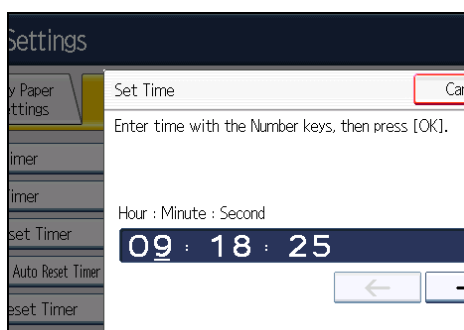 Settings
y Paper
ttings
Set Time
Enter time with the Number keys, then press [OK].
imer
imer
set Timer
Auto Reset Timer
eset Timer
Hour : Minute : Second
09 : 18 : 25